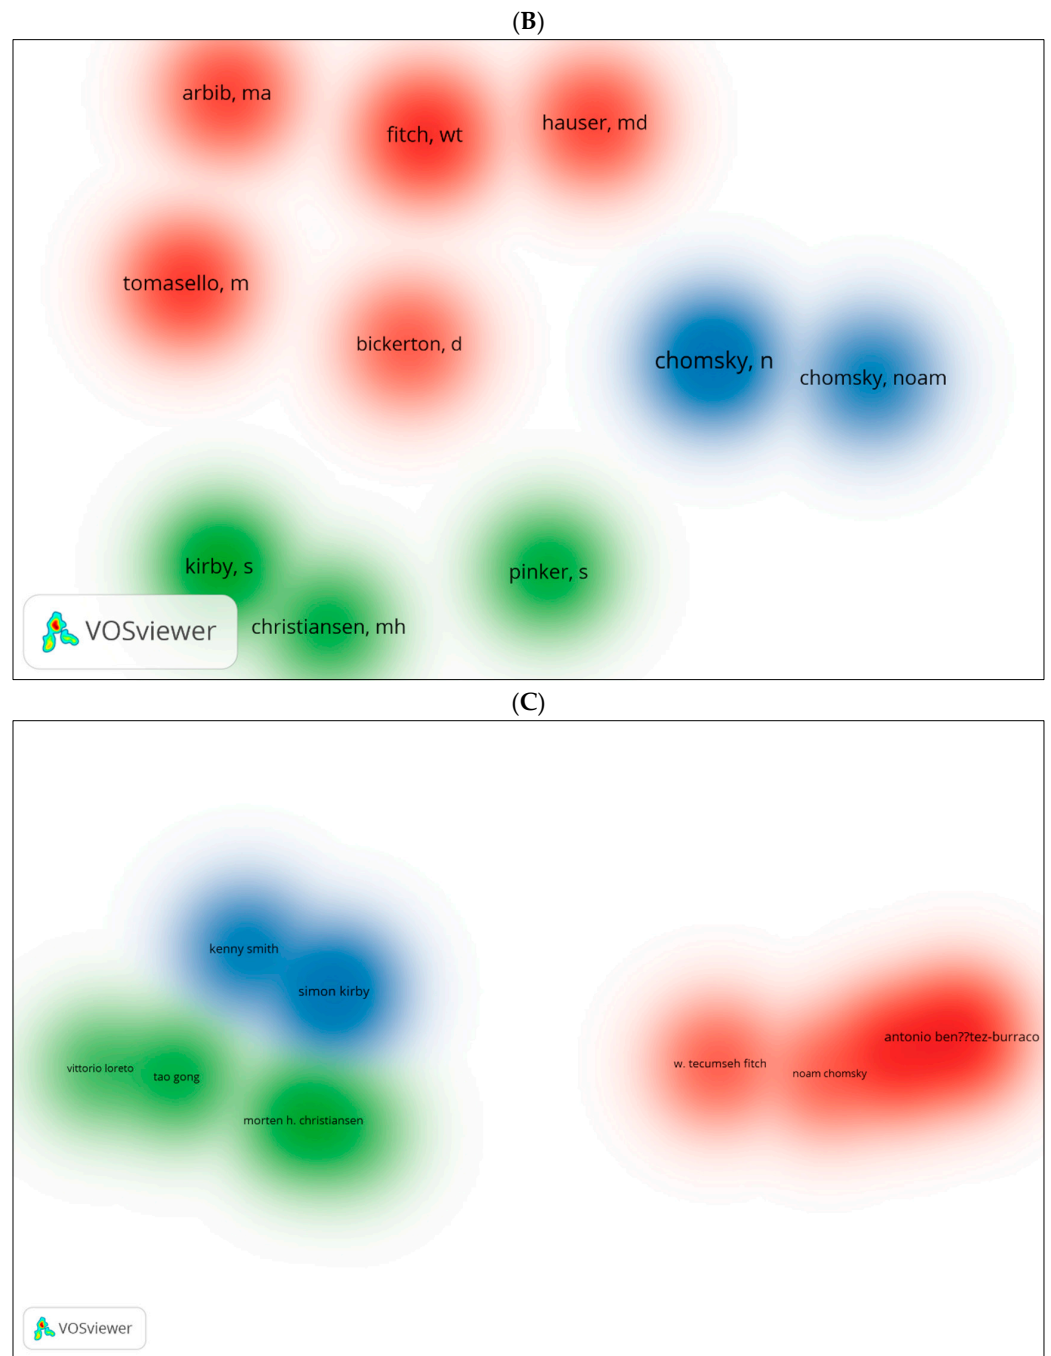 (B)
arbib, ma
fitch, wt
hauser, md
tomasello, m
bickerton, d
chomsky, n
chomsky, noam
kirby, s
pinker, s
christiansen, mh
VOSviewer
(C)
kenny smith
simon kirby
vittorio loreto
tao gong
morten h. christiansen
w. tecumseh fitch
noam chomsky
antonio ben??tez-burraco
VOSviewer